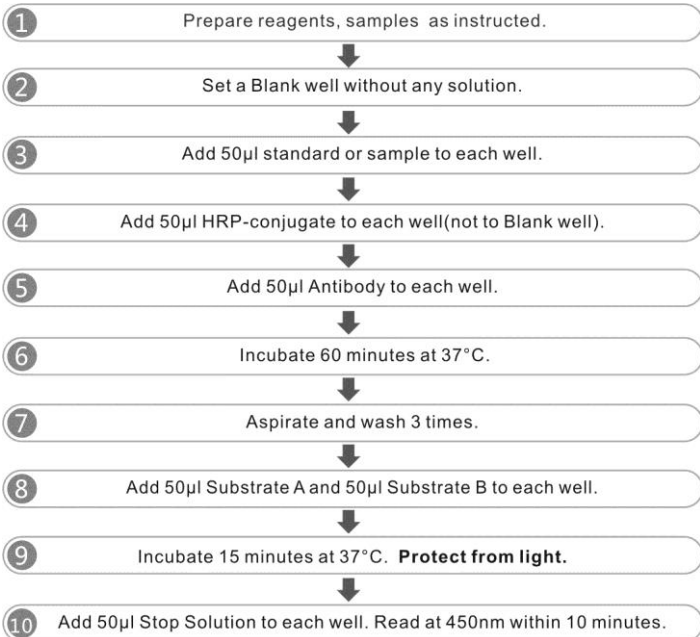 1 Prepare reagents, samples as instructed.
2 Set a Blank well without any solution.
3 Add 50µl standard or sample to each well.
4 Add 50µl HRP-conjugate to each well(not to Blank well).
5 Add 50µl Antibody to each well.
6 Incubate 60 minutes at 37°C.
7 Aspirate and wash 3 times.
8 Add 50µl Substrate A and 50µl Substrate B to each well.
9 Incubate 15 minutes at 37°C. Protect from light.
10 Add 50µl Stop Solution to each well. Read at 450nm within 10 minutes.